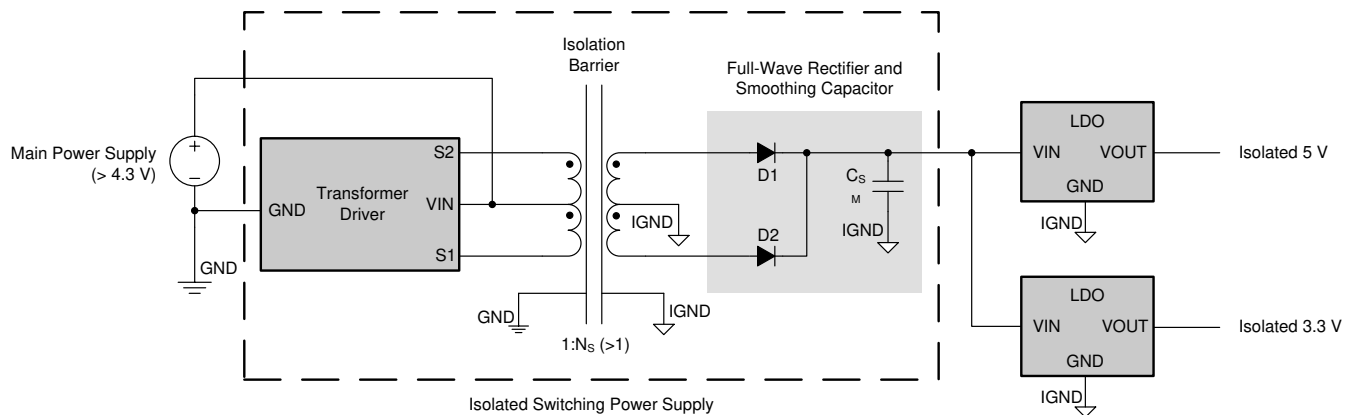 Isolation
Barrier
Full-Wave Rectifier and
Smoothing Capacitor
Main Power Supply
(> 4.3 V)
+
–
GND
GND
Transformer
Driver
S2
VIN
S1
IGND
D1
D2
CS
M
IGND
GND
IGND
1:NS (>1)
LDO
VIN
VOUT
GND
IGND
Isolated 5 V
LDO
VIN
VOUT
GND
IGND
Isolated 3.3 V
Isolated Switching Power Supply